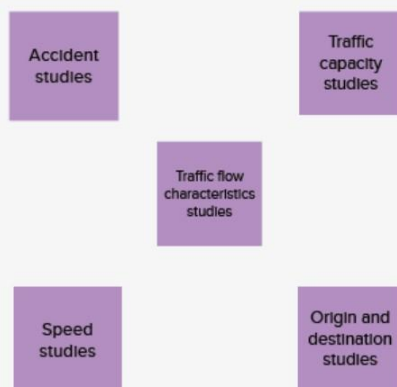 Accident
studies
Traffic
capacity
studies
Traffic flow
characteristics
studies
Speed
studies
Origin and
destination
studies